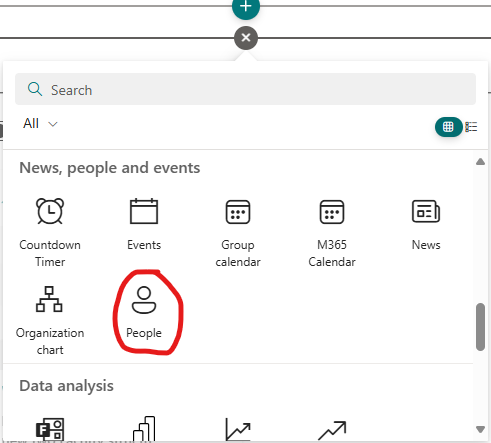 Search
All
News, people and events
Countdown Timer
Events
Group calendar
M365 Calendar
News
Organization chart
People
Data analysis